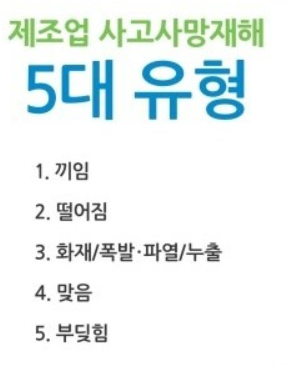 제조업 사고사망재해
5대 유형
1. 끼임
2. 떨어짐
3. 화재/폭발·파열/누출
4. 맞음
5. 부딪힘